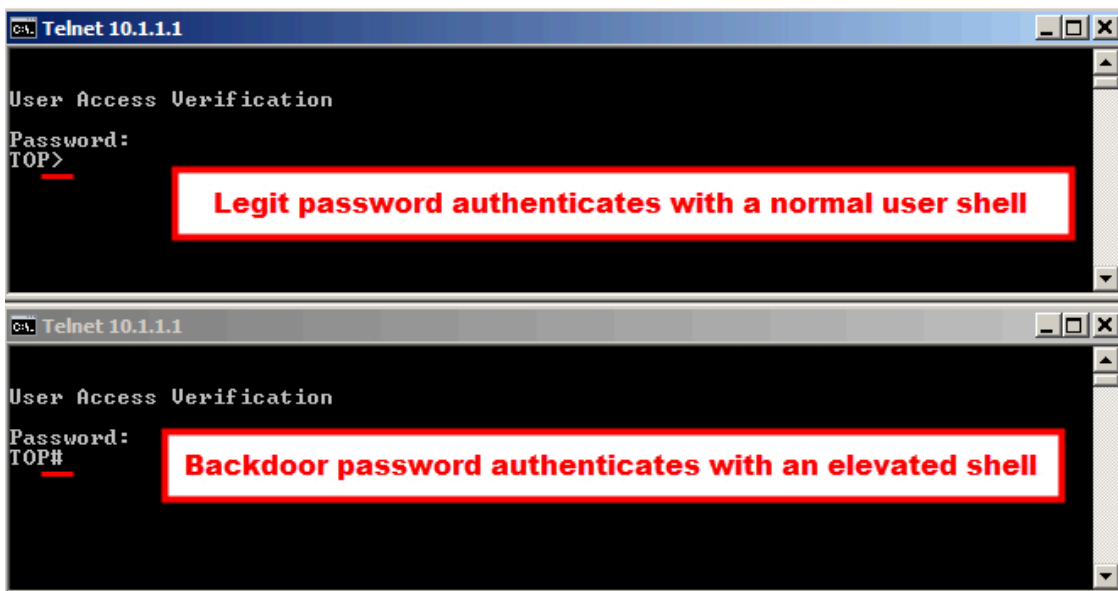 Telnet 10.1.1.1
User Access Verification
Password:
TOP>
Legit password authenticates with a normal user shell
Telnet 10.1.1.1
User Access Verification
Password:
TOP#
Backdoor password authenticates with an elevated shell